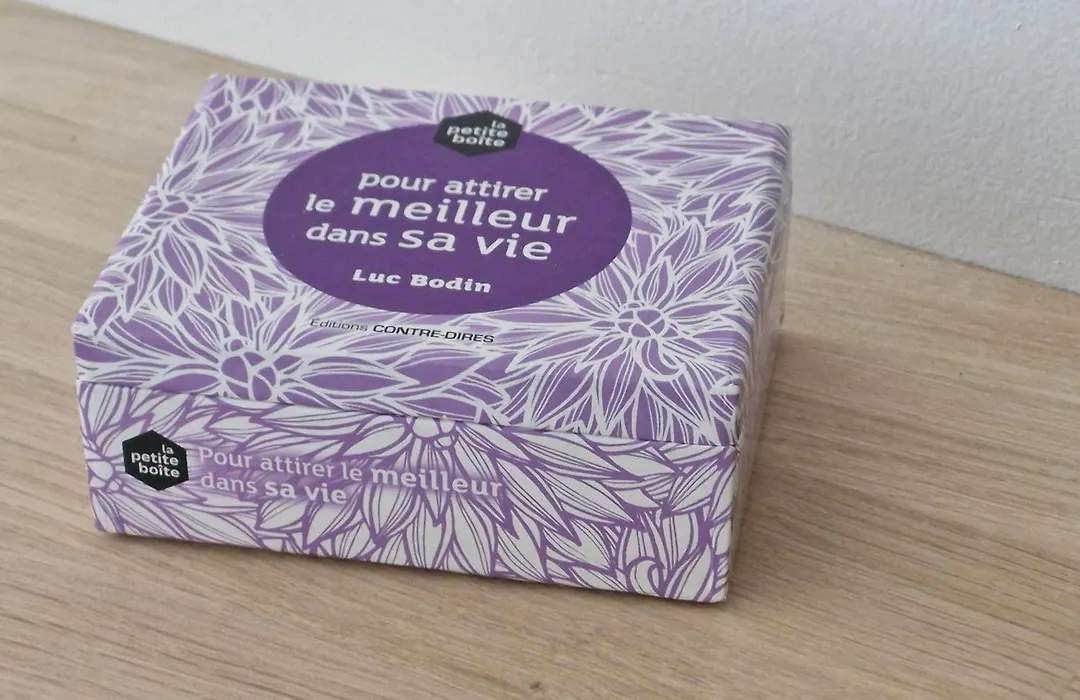 la
petite
boîte
pour attirer
le meilleur
dans sa vie
Luc Bodin
Éditions CONTRE-DIRES
la
petite
boîte
Pour attirer le meilleur
dans sa vie